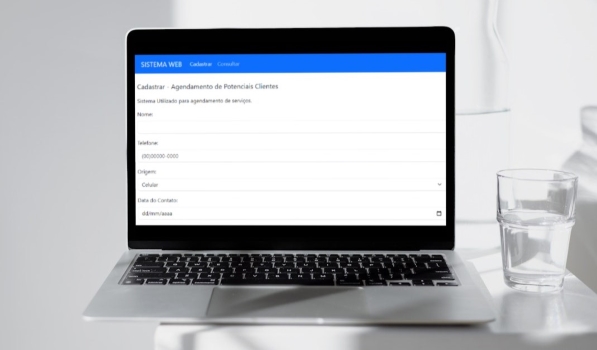 SISTEMA WEB Cadastrar Consultar
Cadastrar - Agendamento de Potenciais Clientes
Sistema Utilizado para agendamento de serviços.
Nome:
Telefone:
(00)00000-0000
Origem:
Celular
Data do Contato:
dd/mm/aaaa